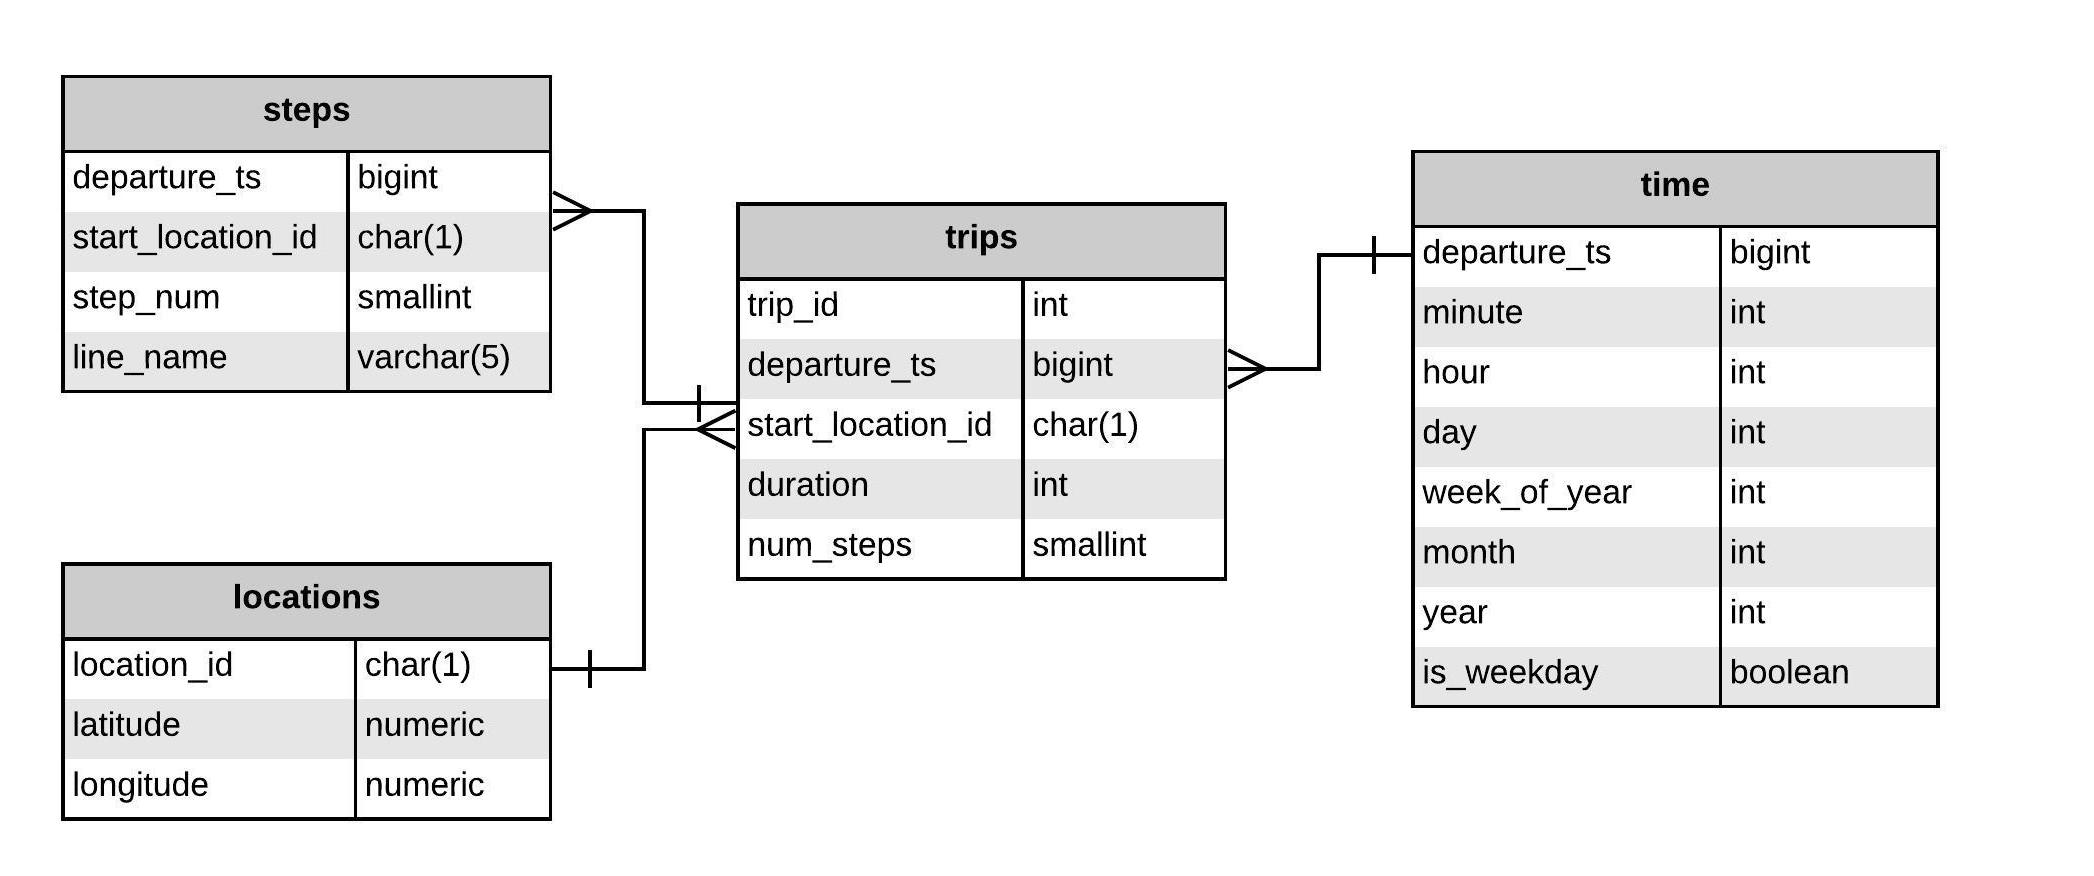 steps
departure_ts bigint
start_location_id char(1)
step_num smallint
line_name varchar(5)
locations
location_id char(1)
latitude numeric
longitude numeric
trips
trip_id int
departure_ts bigint
start_location_id char(1)
duration int
num_steps smallint
time
departure_ts bigint
minute int
hour int
day int
week_of_year int
month int
year int
is_weekday boolean